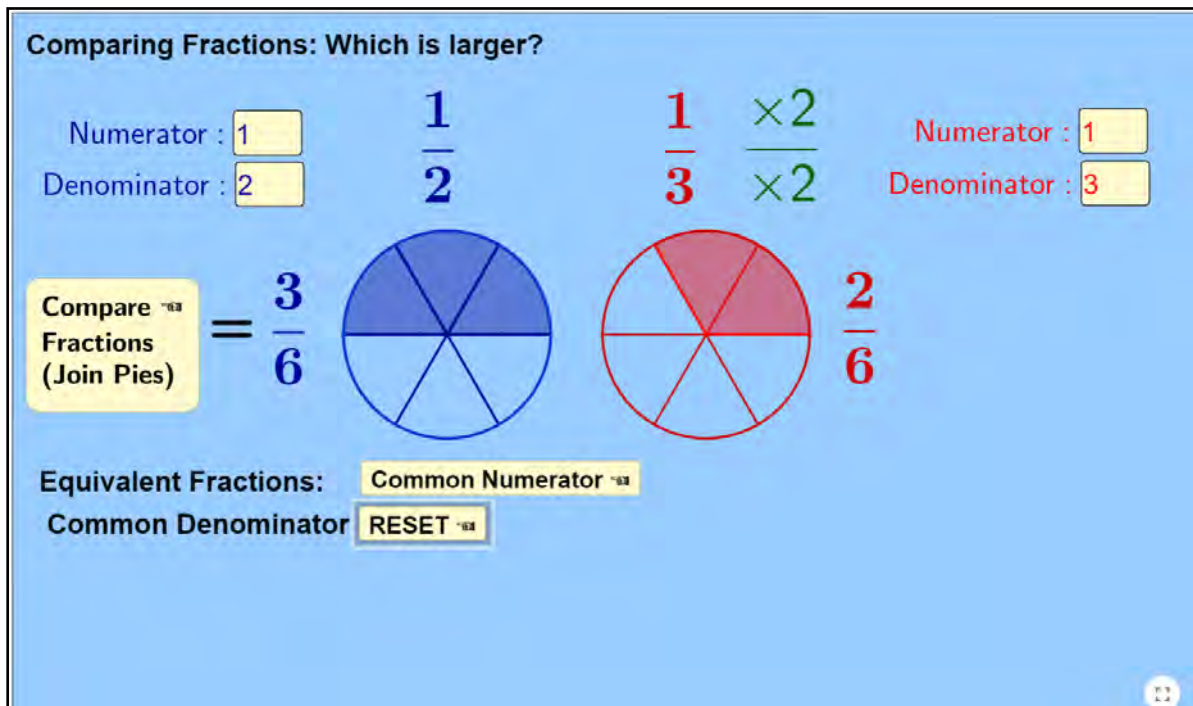 Comparing Fractions: Which is larger?
Numerator : 1
Denominator : 2
1
2
1
3
×2
×2
Numerator : 1
Denominator : 3
Compare
Fractions
(Join Pies)
=
3
6
2
6
Equivalent Fractions: Common Numerator
Common Denominator RESET